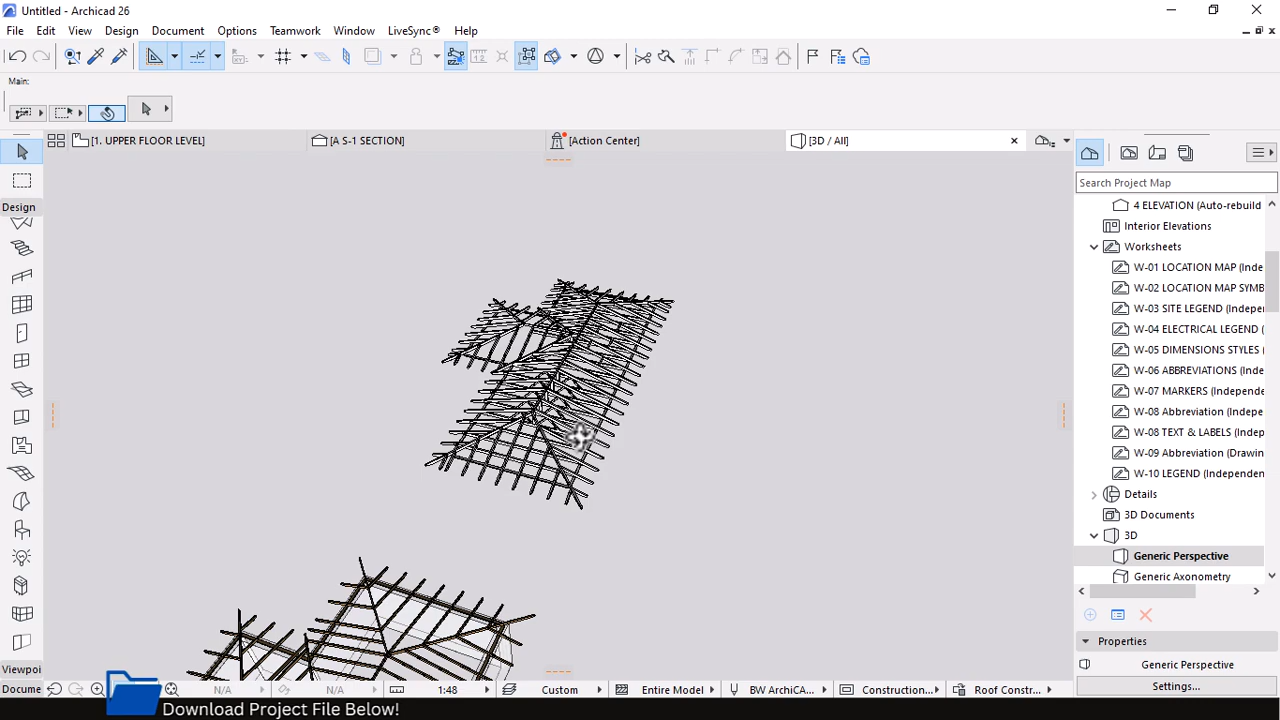 Untitled - Archicad 26
File Edit View Design Document Options Teamwork Window LiveSync® Help
Main:
[1. UPPER FLOOR LEVEL] [A S-1 SECTION] [Action Center] [3D / All]
Search Project Map
Design
4 ELEVATION (Auto-rebuild
Interior Elevations
Worksheets
W-01 LOCATION MAP (Inde
W-02 LOCATION MAP SYMB
W-03 SITE LEGEND (Indepen
W-04 ELECTRICAL LEGEND (
W-05 DIMENSIONS STYLES (
W-06 ABBREVIATIONS (Inde
W-07 MARKERS (Independe
W-08 Abbreviation (Indepe
W-08 TEXT & LABELS (Indep
W-09 Abbreviation (Drawin
W-10 LEGEND (Independent
Details
3D Documents
3D
Generic Perspective
Generic Axonometry
Properties
Generic Perspective
Settings...
Viewpoi
Docume
N/A N/A 1:48 Custom Entire Model BW ArchiCA... Construction... Roof Constr...
Download Project File Below!